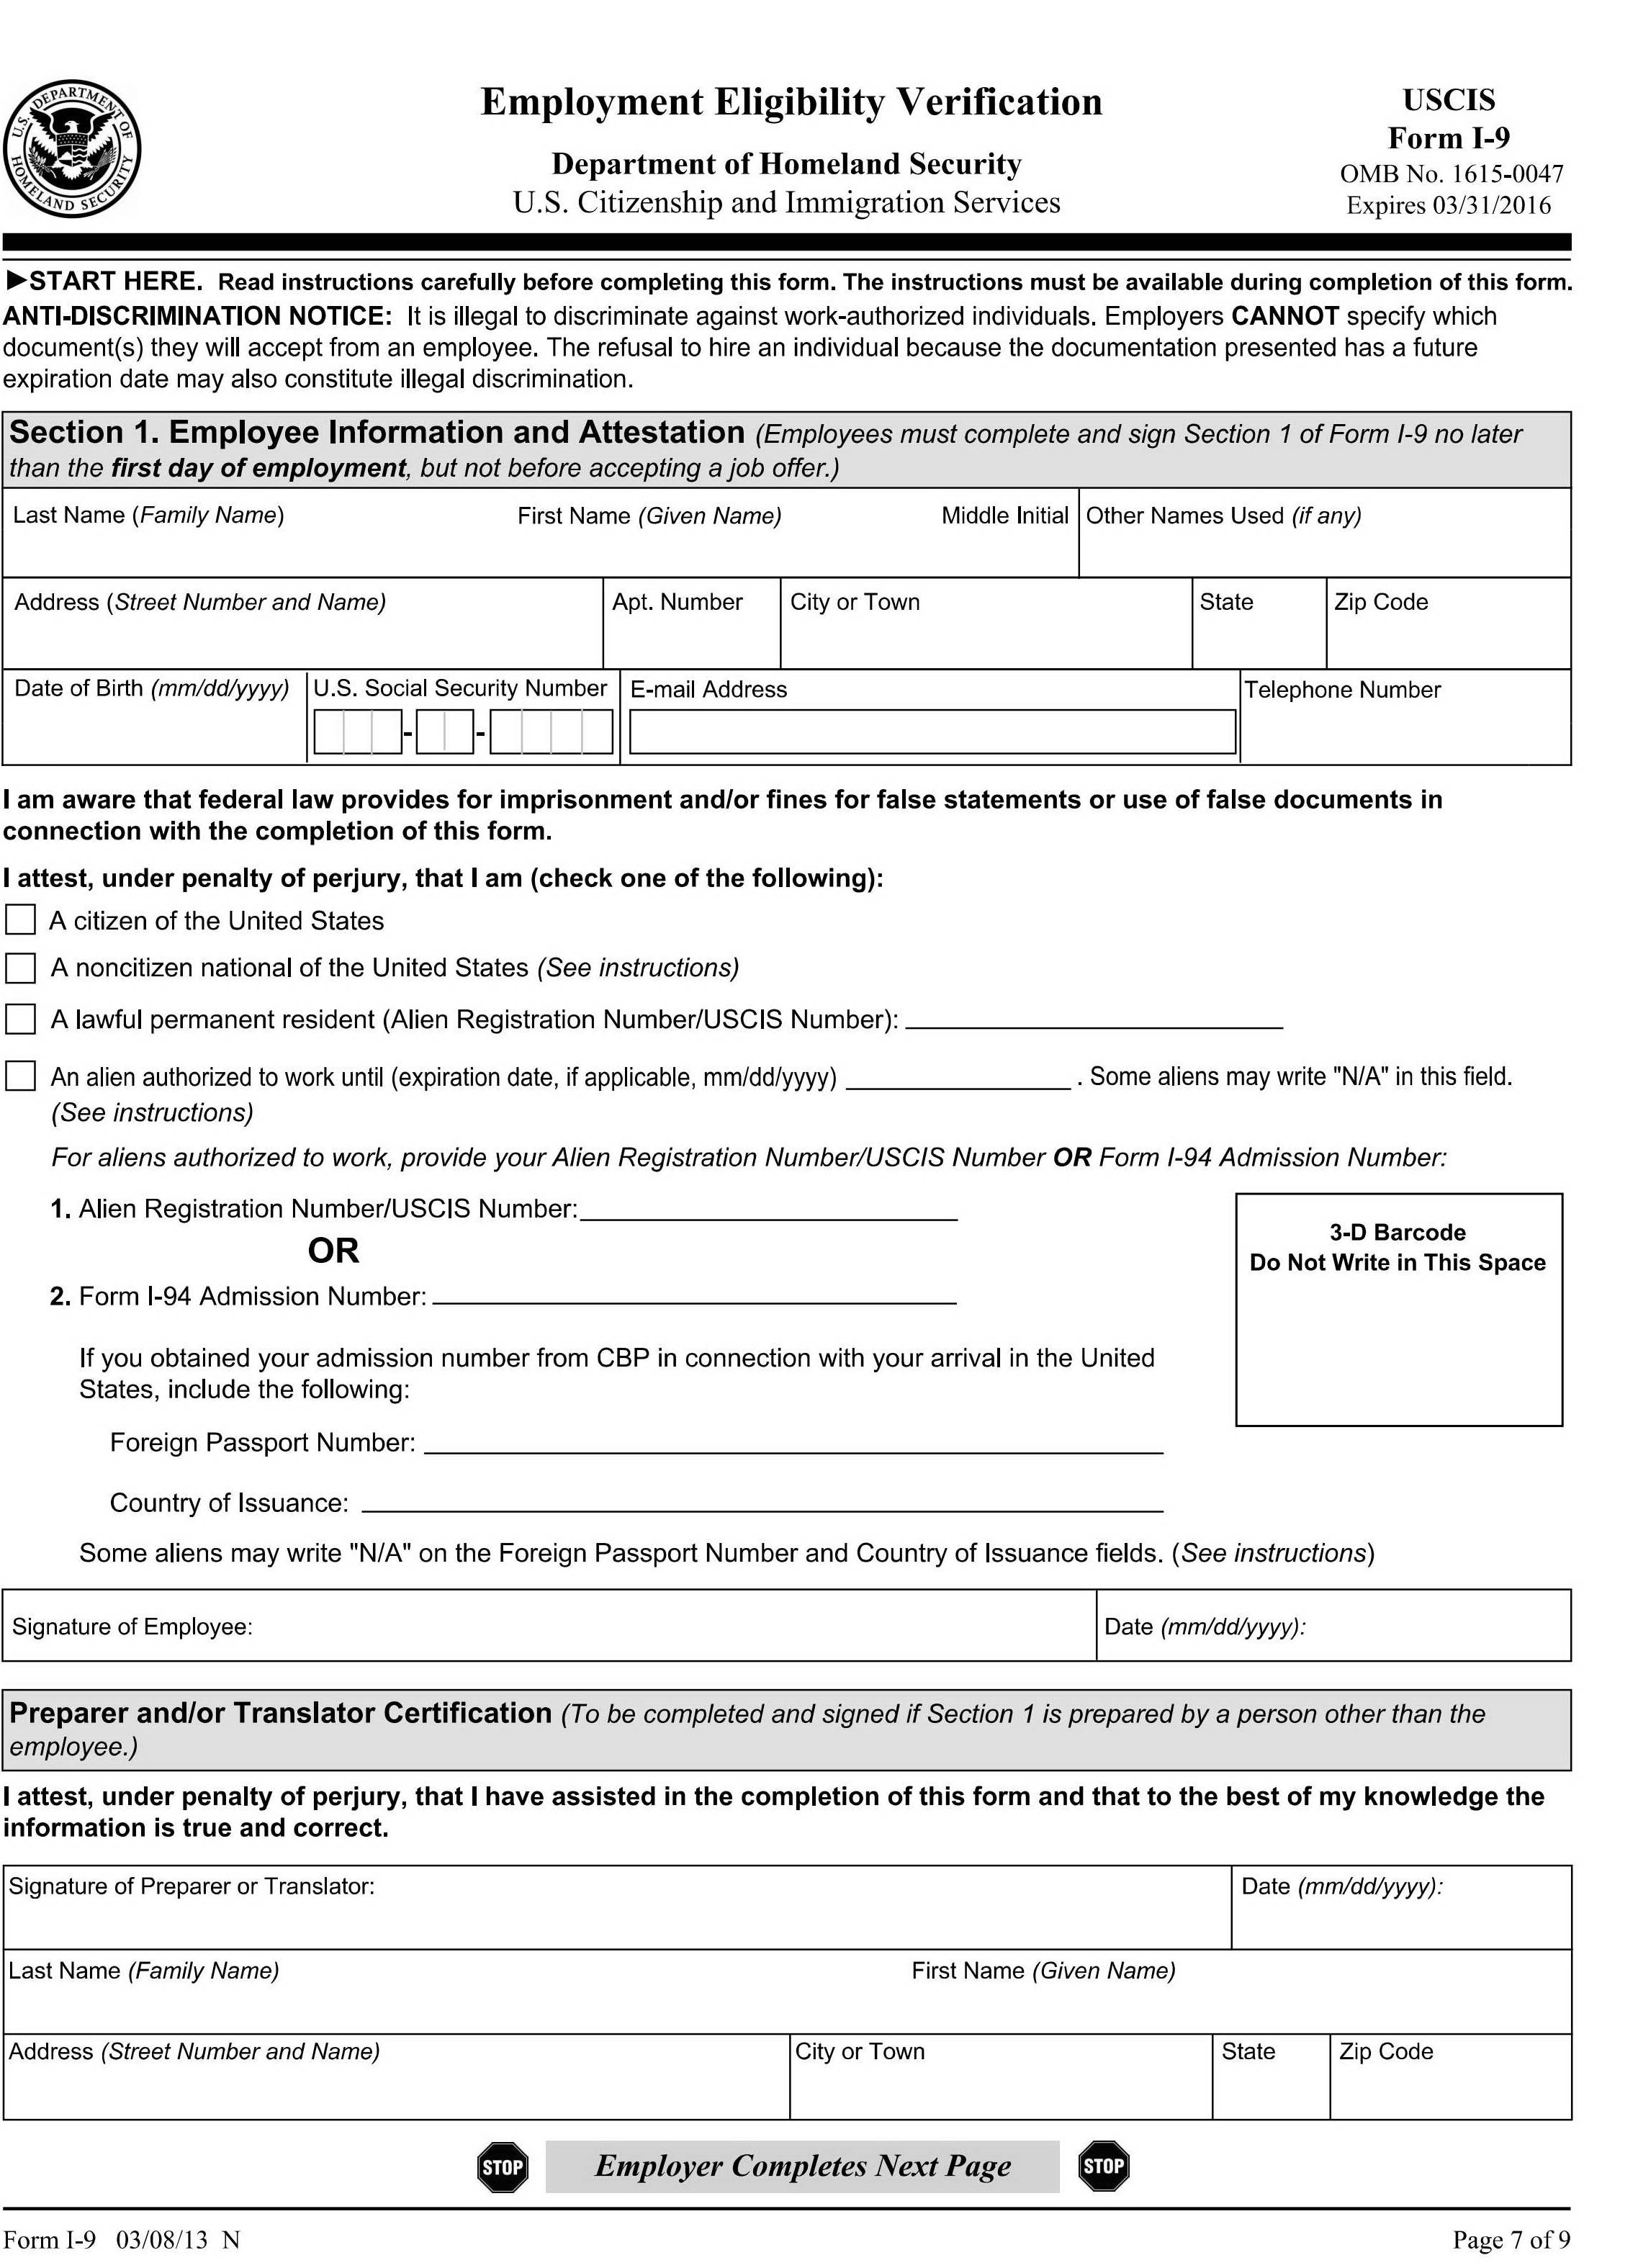 U.S. DEPARTMENT OF HOMELAND SECURITY
Employment Eligibility Verification
Department of Homeland Security
U.S. Citizenship and Immigration Services
USCIS
Form I-9
OMB No. 1615-0047
Expires 03/31/2016
►START HERE. Read instructions carefully before completing this form. The instructions must be available during completion of this form.
ANTI-DISCRIMINATION NOTICE: It is illegal to discriminate against work-authorized individuals. Employers CANNOT specify which
document(s) they will accept from an employee. The refusal to hire an individual because the documentation presented has a future
expiration date may also constitute illegal discrimination.
Section 1. Employee Information and Attestation (Employees must complete and sign Section 1 of Form I-9 no later
than the first day of employment, but not before accepting a job offer.)
Last Name (Family Name) First Name (Given Name) Middle Initial Other Names Used (if any)
Address (Street Number and Name) Apt. Number City or Town State Zip Code
Date of Birth (mm/dd/yyyy) U.S. Social Security Number E-mail Address Telephone Number
- -
I am aware that federal law provides for imprisonment and/or fines for false statements or use of false documents in
connection with the completion of this form.
I attest, under penalty of perjury, that I am (check one of the following):
A citizen of the United States
A noncitizen national of the United States (See instructions)
A lawful permanent resident (Alien Registration Number/USCIS Number):
An alien authorized to work until (expiration date, if applicable, mm/dd/yyyy) . Some aliens may write "N/A" in this field.
(See instructions)
For aliens authorized to work, provide your Alien Registration Number/USCIS Number OR Form I-94 Admission Number:
1. Alien Registration Number/USCIS Number:
OR
2. Form I-94 Admission Number:
3-D Barcode
Do Not Write in This Space
If you obtained your admission number from CBP in connection with your arrival in the United
States, include the following:
Foreign Passport Number:
Country of Issuance:
Some aliens may write "N/A" on the Foreign Passport Number and Country of Issuance fields. (See instructions)
Signature of Employee: Date (mm/dd/yyyy):
Preparer and/or Translator Certification (To be completed and signed if Section 1 is prepared by a person other than the
employee.)
I attest, under penalty of perjury, that I have assisted in the completion of this form and that to the best of my knowledge the
information is true and correct.
Signature of Preparer or Translator: Date (mm/dd/yyyy):
Last Name (Family Name) First Name (Given Name)
Address (Street Number and Name) City or Town State Zip Code
STOP Employer Completes Next Page STOP
Form I-9 03/08/13 N Page 7 of 9